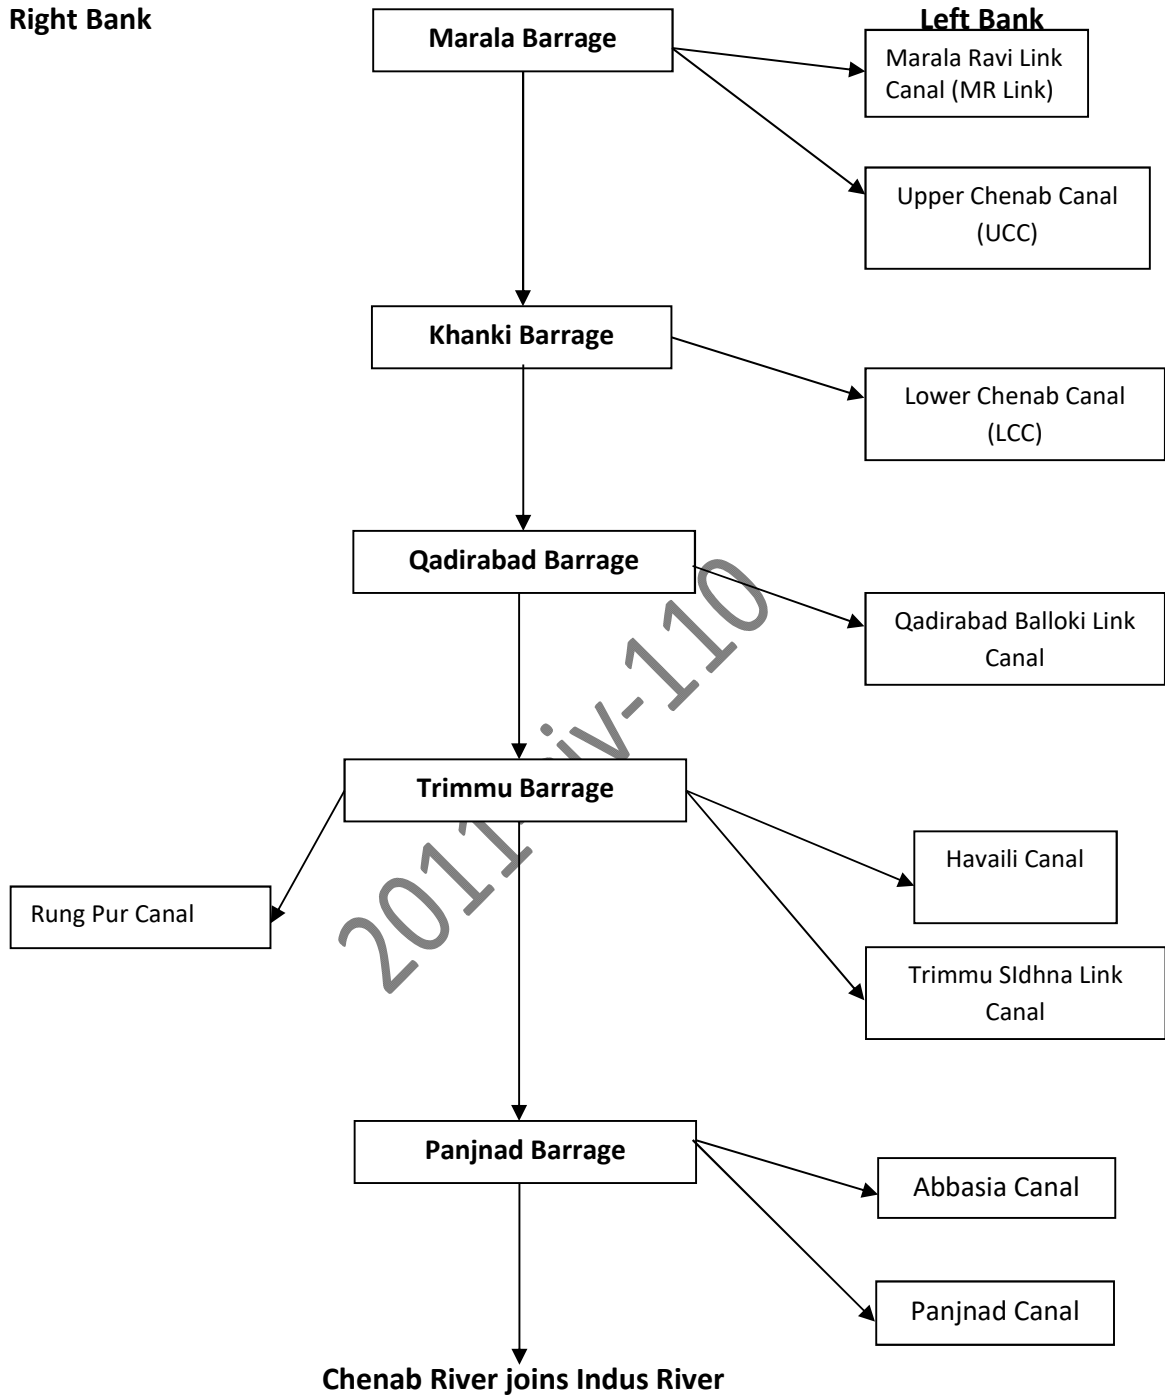 Right Bank
Left Bank
Marala Barrage
Marala Ravi Link
Canal (MR Link)
Upper Chenab Canal
(UCC)
Khanki Barrage
Lower Chenab Canal
(LCC)
Qadirabad Barrage
Qadirabad Balloki Link
Canal
Trimmu Barrage
Havaili Canal
Rung Pur Canal
Trimmu SIdhna Link
Canal
Panjnad Barrage
Abbasia Canal
Panjnad Canal
Chenab River joins Indus River